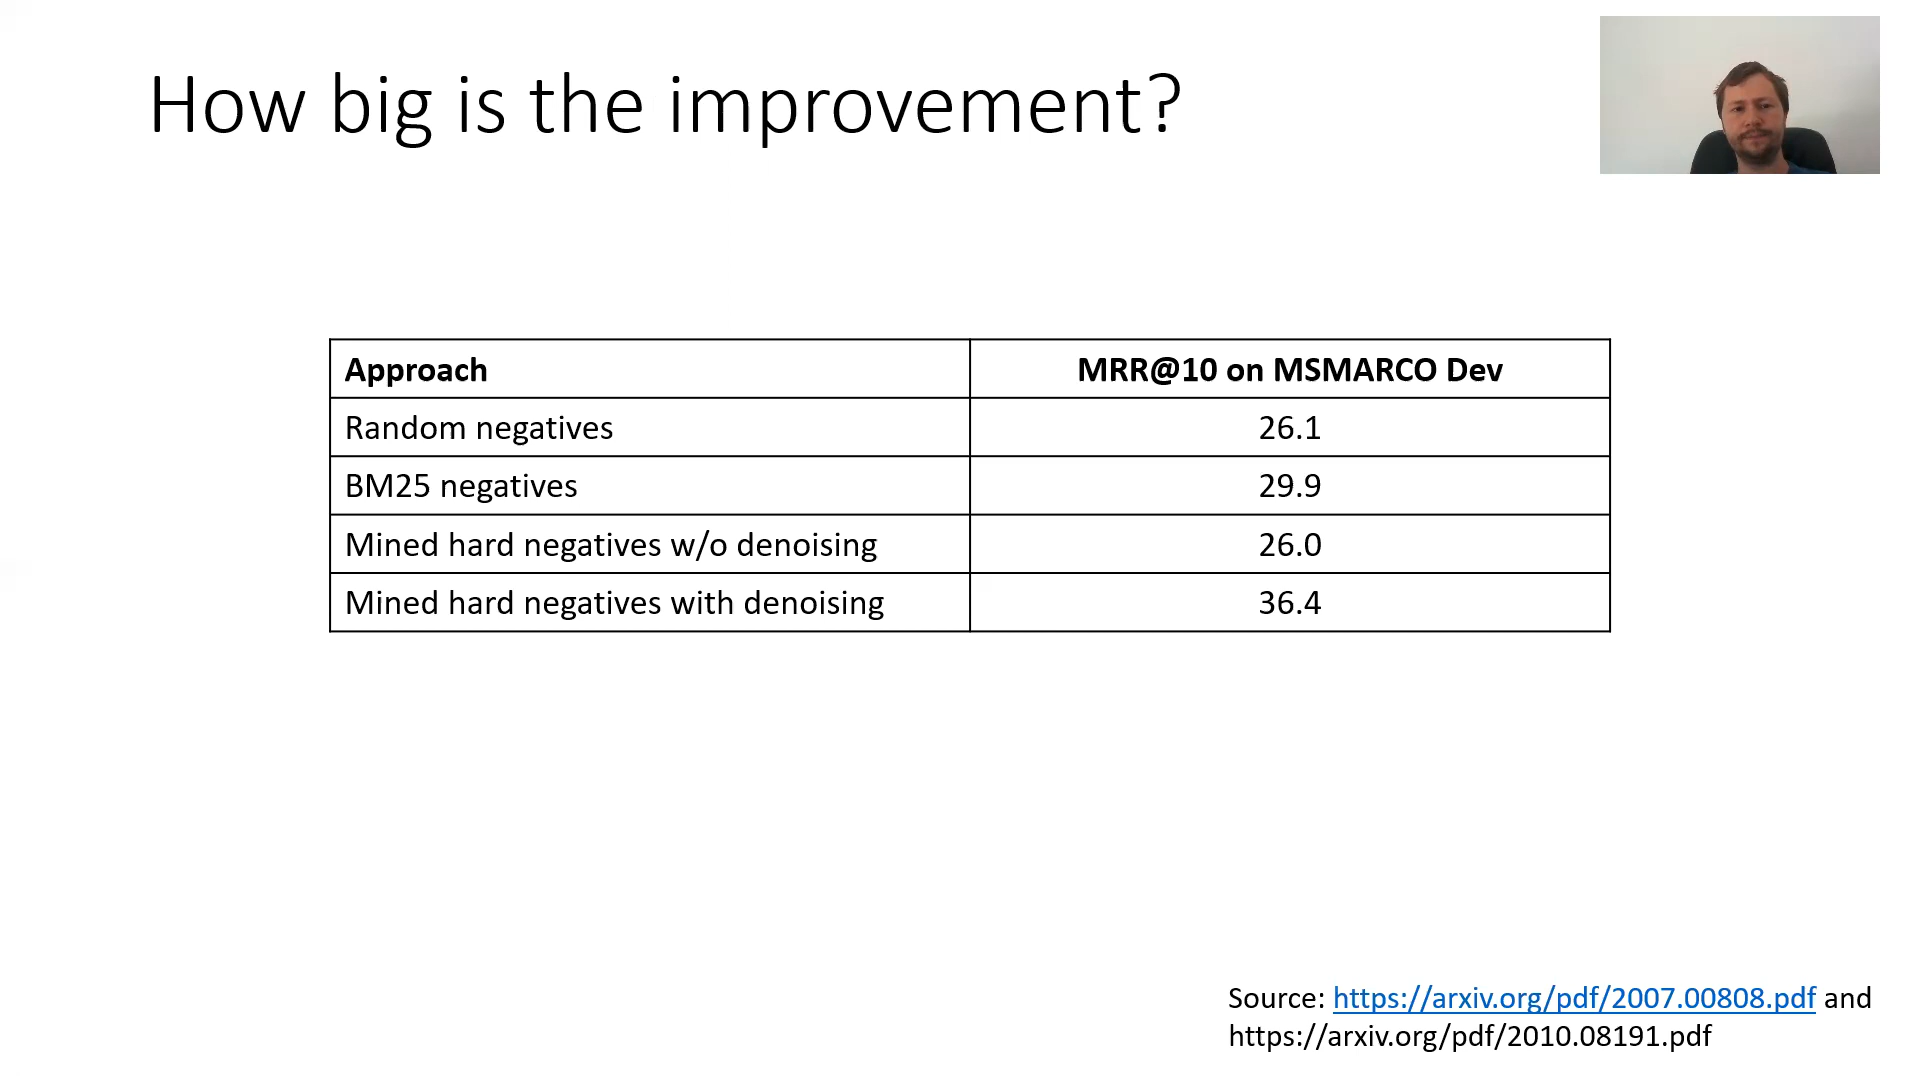 How big is the improvement?
Approach MRR@10 on MSMARCO Dev
Random negatives 26.1
BM25 negatives 29.9
Mined hard negatives w/o denoising 26.0
Mined hard negatives with denoising 36.4
Source: https://arxiv.org/pdf/2007.00808.pdf and
https://arxiv.org/pdf/2010.08191.pdf